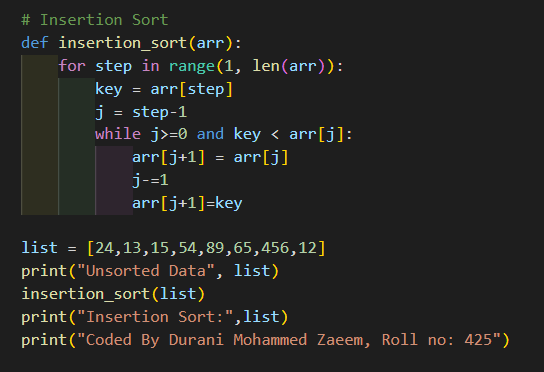 # Insertion Sort
def insertion_sort(arr):
    for step in range(1, len(arr)):
        key = arr[step]
        j = step-1
        while j>=0 and key < arr[j]:
            arr[j+1] = arr[j]
            j-=1
            arr[j+1]=key

list = [24,13,15,54,89,65,456,12]
print("Unsorted Data", list)
insertion_sort(list)
print("Insertion Sort:",list)
print("Coded By Durani Mohammed Zaeem, Roll no: 425")